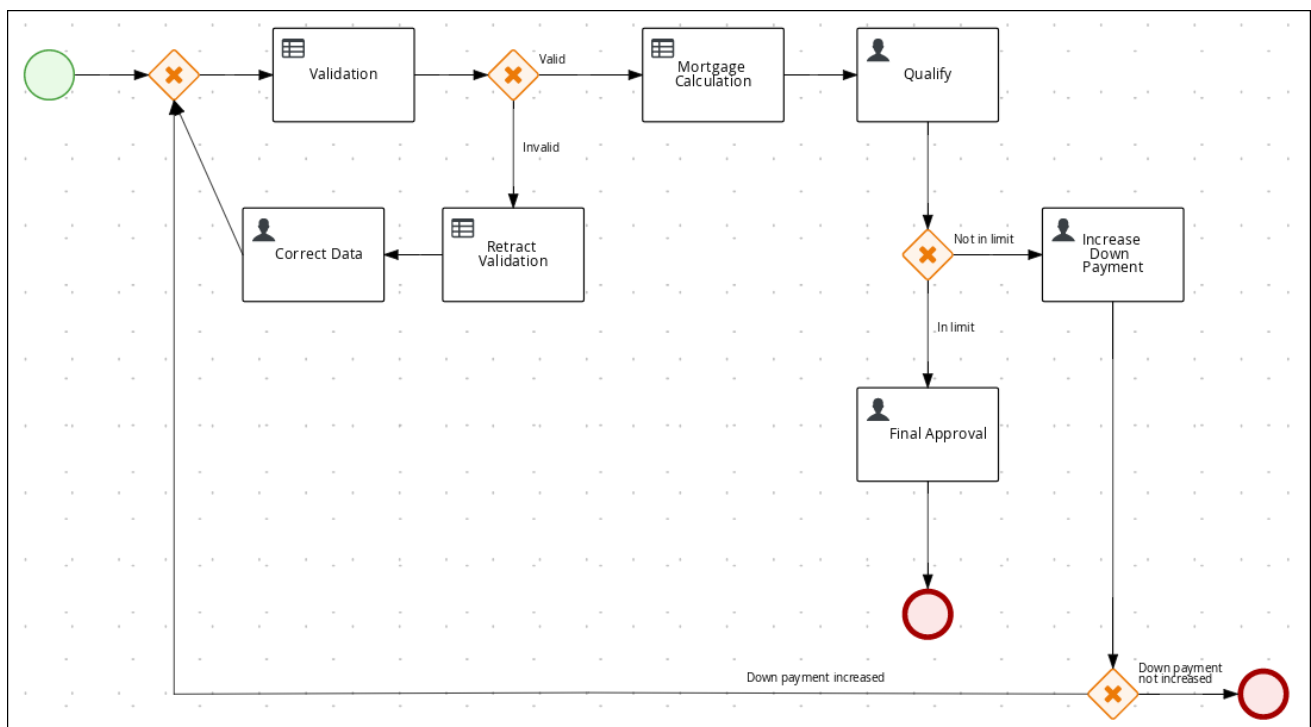 Validation
Valid
Mortgage
Calculation
Qualify
Invalid
Correct Data
Retract
Validation
Not in limit
Increase
Down
Payment
In limit
Final Approval
Down payment increased
Down payment
not increased